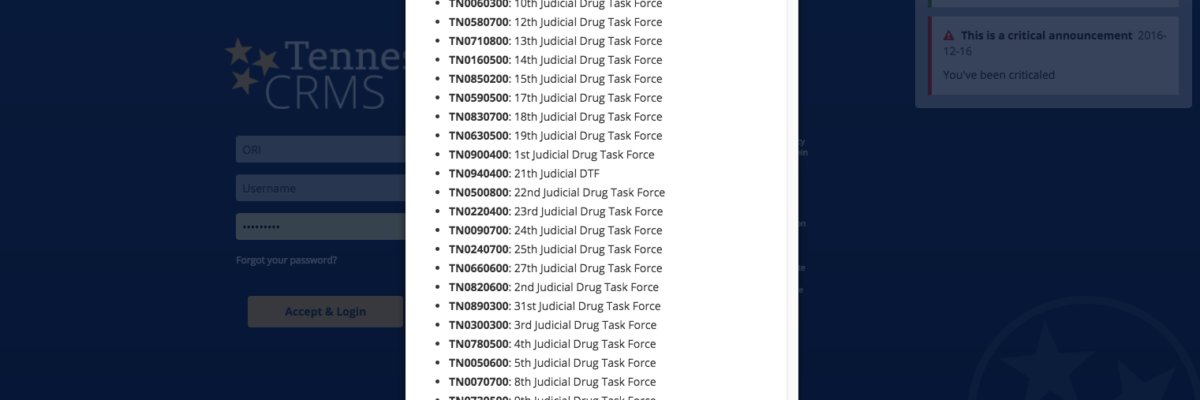 TN0060300: 10th Judicial Drug Task Force
TN0580700: 12th Judicial Drug Task Force
TN0710800: 13th Judicial Drug Task Force
TN0160500: 14th Judicial Drug Task Force
TN0850200: 15th Judicial Drug Task Force
TN0590500: 17th Judicial Drug Task Force
TN0830700: 18th Judicial Drug Task Force
TN0630500: 19th Judicial Drug Task Force
TN0900400: 1st Judicial Drug Task Force
TN0940400: 21th Judicial DTF
TN0500800: 22nd Judicial Drug Task Force
TN0220400: 23rd Judicial Drug Task Force
TN0090700: 24th Judicial Drug Task Force
TN0240700: 25th Judicial Drug Task Force
TN0660600: 27th Judicial Drug Task Force
TN0820600: 2nd Judicial Drug Task Force
TN0890300: 31st Judicial Drug Task Force
TN0300300: 3rd Judicial Drug Task Force
TN0780500: 4th Judicial Drug Task Force
TN0050600: 5th Judicial Drug Task Force
TN0070700: 8th Judicial Drug Task Force
Judicial Drug Task Force
Tennes
CRMS
ORI
Username
Forgot your password?
Accept & Login
This is a critical announcement 2016-
12-16
You've been criticaled